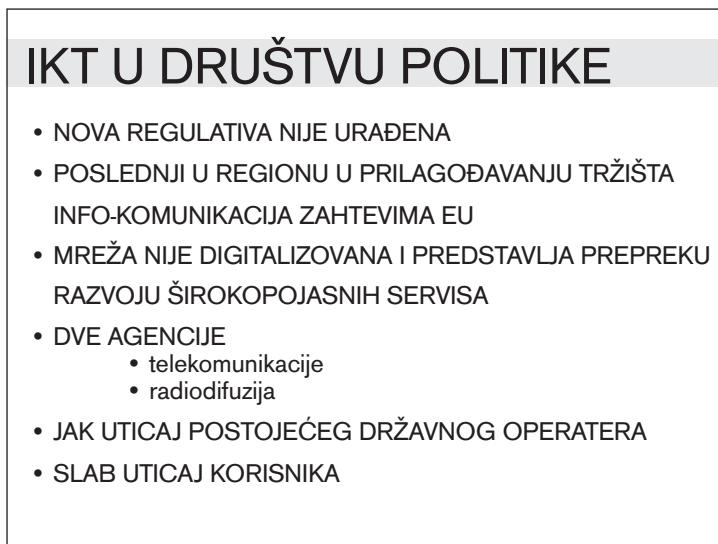 IKT U DRUŠTVU POLITIKE
• NOVA REGULATIVA NIJE URAĐENA
• POSLEDNJI U REGIONU U PRILAGOĐAVANJU TRŽIŠTA
INFO-KOMUNIKACIJA ZAHTEVIMA EU
• MREŽA NIJE DIGITALIZOVANA I PREDSTAVLJA PREPREKU
RAZVOJU ŠIROKOPOJASNIH SERVISA
• DVE AGENCIJE
• telekomunikacije
• radiodifuzija
• JAK UTICAJ POSTOJEĆEG DRŽAVNOG OPERATERA
• SLAB UTICAJ KORISNIKA